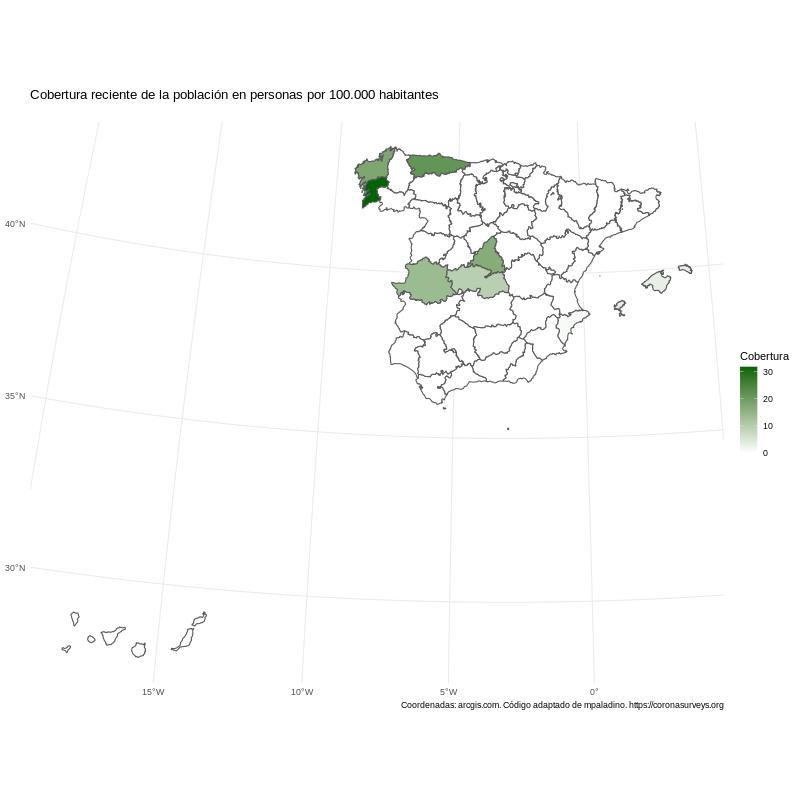 Cobertura reciente de la población en personas por 100.000 habitantes
40°N
35°N
30°N
15°W
10°W
5°W
0°
Cobertura
30
20
10
0
Coordenadas: arcgis.com. Código adaptado de mpaladino. https://coronasurveys.org